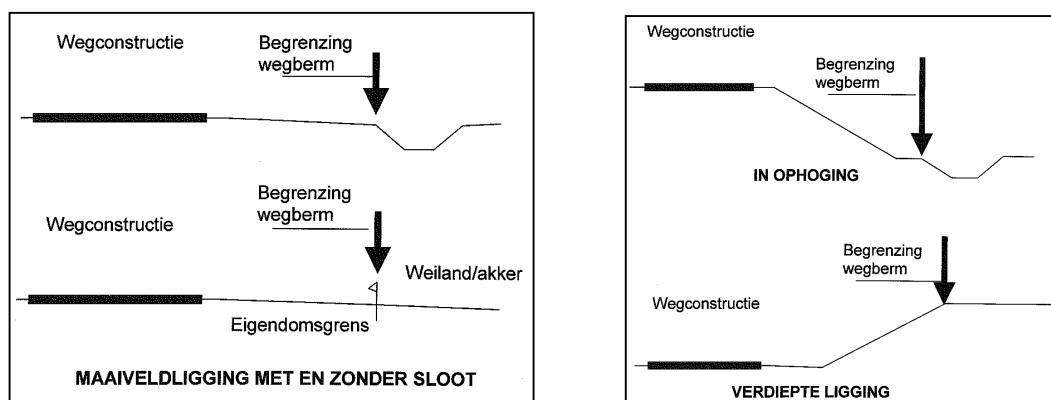 Wegconstructie
Begrenzing
wegberm
Wegconstructie
Begrenzing
wegberm
Weiland/akker
Eigendomsgrens
MAAIVELDLIGGING MET EN ZONDER SLOOT
Wegconstructie
Begrenzing
wegberm
IN OPHOGING
Begrenzing
wegberm
Wegconstructie
VERDIEPTE LIGGING